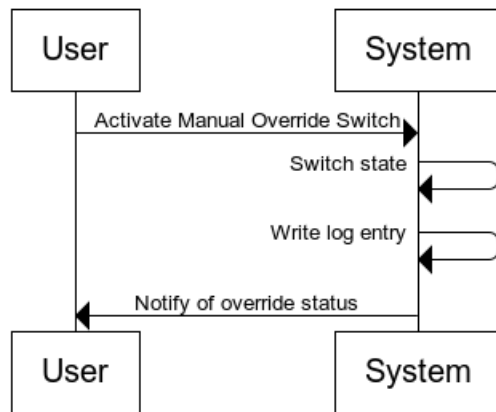 User
System
Activate Manual Override Switch
Switch state
Write log entry
Notify of override status
User
System